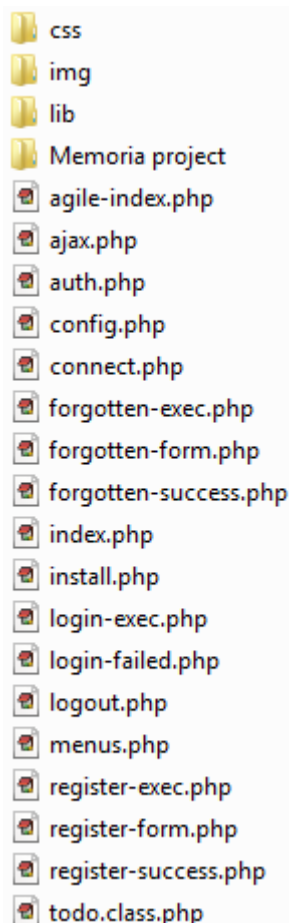 css
img
lib
Memoria project
agile-index.php
ajax.php
auth.php
config.php
connect.php
forgotten-exec.php
forgotten-form.php
forgotten-success.php
index.php
install.php
login-exec.php
login-failed.php
logout.php
menus.php
register-exec.php
register-form.php
register-success.php
todo.class.php